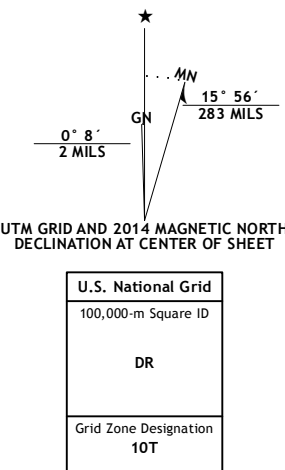 ★
MN
15° 56´
283 MILS
GN
0° 8´
2 MILS
UTM GRID AND 2014 MAGNETIC NORTH
DECLINATION AT CENTER OF SHEET
U.S. National Grid
100,000-m Square ID
DR
Grid Zone Designation
10T